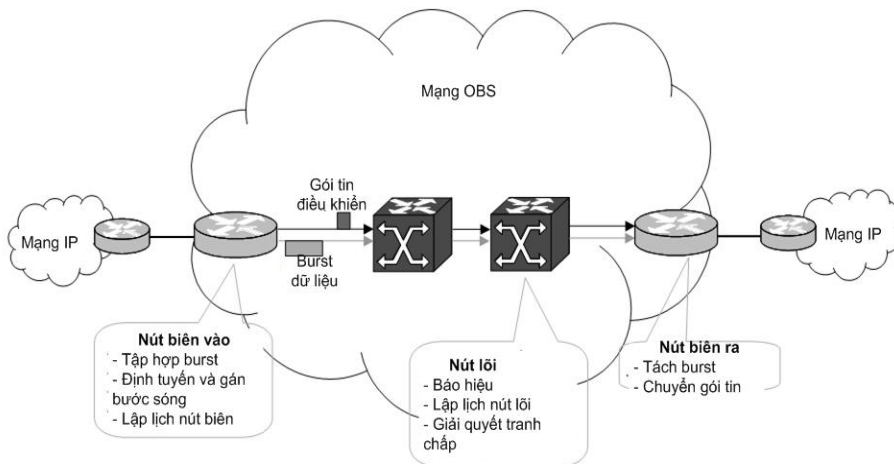 Mạng OBS
Gói tin
điều khiển
Mạng IP
Mạng IP
Burst
dữ liệu
Nút biên vào
- Tập hợp burst
- Định tuyến và gán
bước sóng
- Lập lịch nút biên
Nút lõi
- Báo hiệu
- Lập lịch nút lõi
- Giải quyết tranh
chấp
Nút biên ra
- Tách burst
- Chuyển gói tin